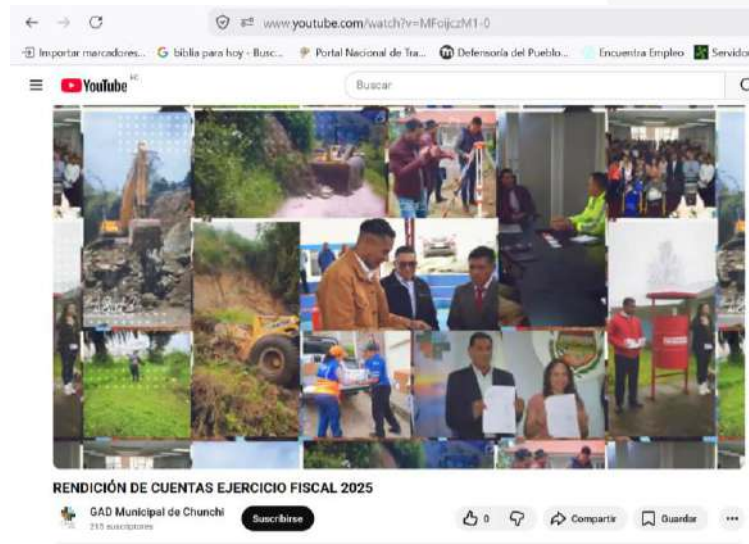 www.youtube.com/watch?v=MFoijczM1-0
Importar marcadores... biblia para hoy - Busc... Portal Nacional de Tra... Defensoría del Pueblo... Encuentra Empleo Servido
YouTube EC
Buscar
RENDICIÓN DE CUENTAS EJERCICIO FISCAL 2025
GAD Municipal de Chunchi
215 suscriptores
Suscribirse
0
Compartir
Guardar